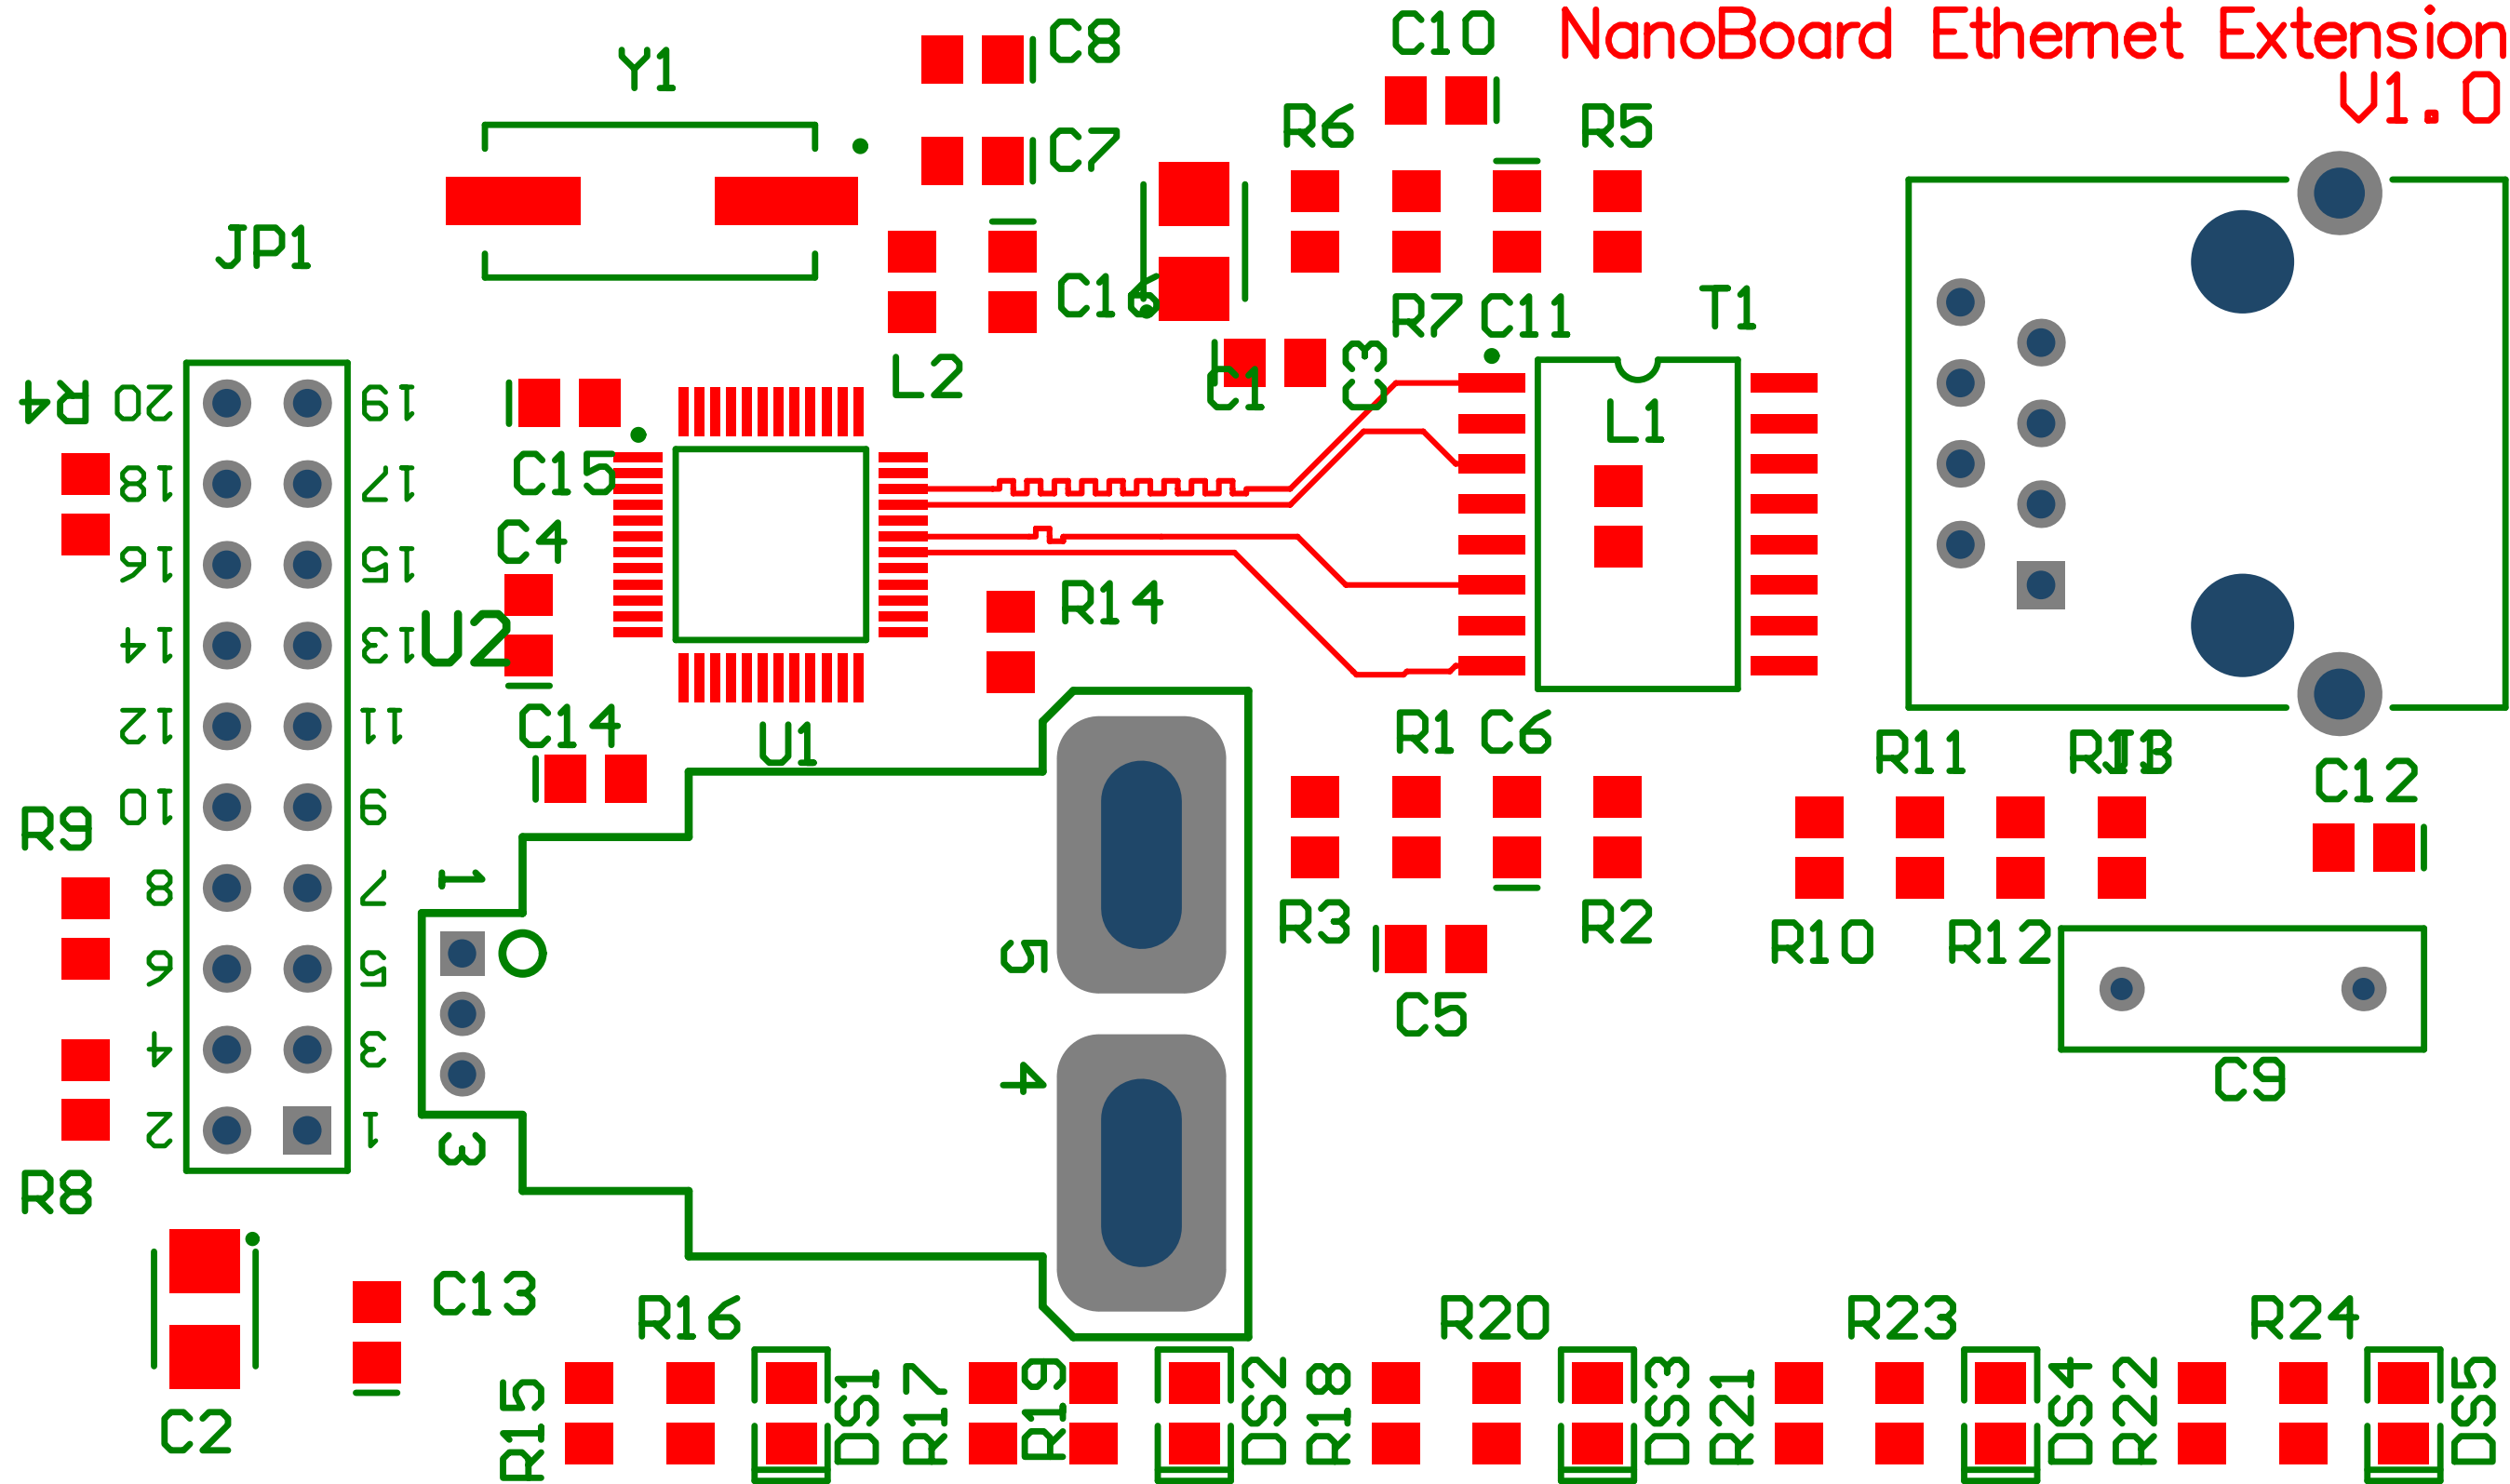 NanoBoard Ethernet Extension
V1.0
C8
C10
Y1
C7
R6
R5
JP1
C16
R7
C11
T1
L2
C1
C3
R4
20
19
L1
C15
18
17
C4
16
15
R14
U2
14
13
C14
12
11
U1
R1
C6
R11
R13
J1
C12
R9
10
9
1
8
7
R3
R2
R10
R12
5
6
5
C5
4
3
4
C9
2
1
3
R8
C13
R16
R20
R23
R24
C2
R15
DS1
R17
R19
DS2
R18
DS3
R21
DS4
R22
DS5